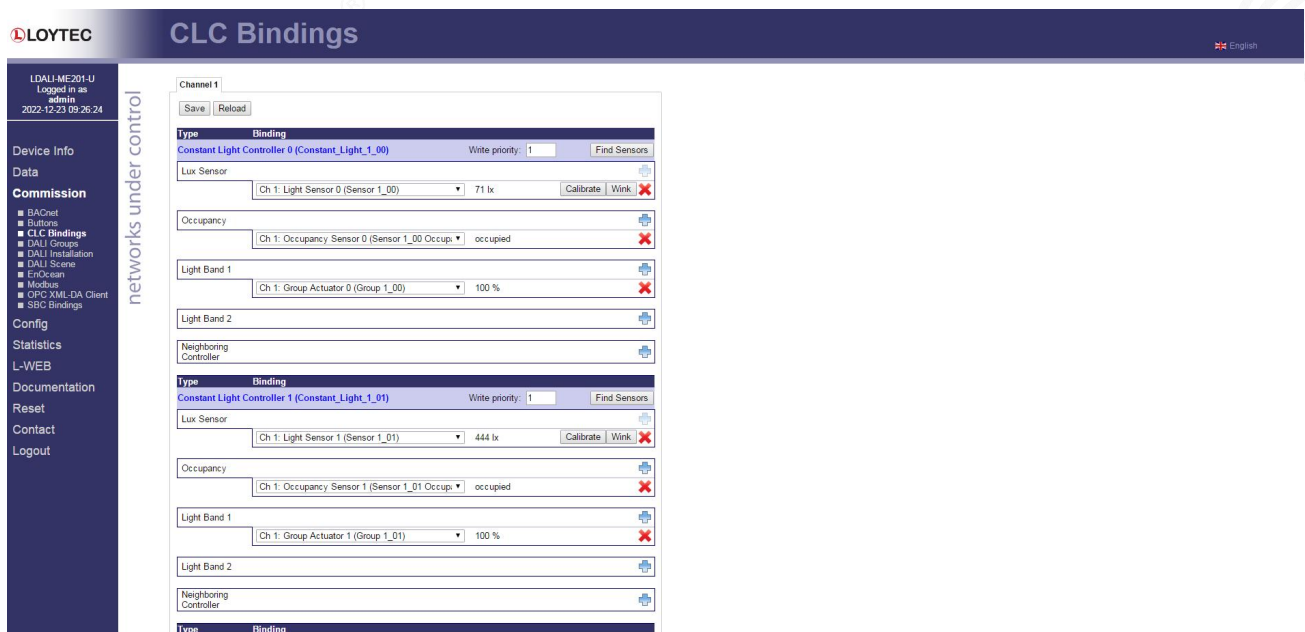 LOYTEC
CLC Bindings
English
LDALI-ME201-U
Logged in as
admin
2022-12-23 09:26:24
networks under control
Device Info
Data
Commission
BACnet
Buttons
CLC Bindings
DALI Groups
DALI Installation
DALI Scene
EnOcean
Modbus
OPC XML-DA Client
SBC Bindings
Config
Statistics
L-WEB
Documentation
Reset
Contact
Logout
Channel 1
Save Reload
Type Binding
Constant Light Controller 0 (Constant_Light_1_00) Write priority: 1 Find Sensors
Lux Sensor
Ch 1: Light Sensor 0 (Sensor 1_00) 71 lx Calibrate Wink
Occupancy
Ch 1: Occupancy Sensor 0 (Sensor 1_00 Occup occupied
Light Band 1
Ch 1: Group Actuator 0 (Group 1_00) 100 %
Light Band 2
Neighboring
Controller
Type Binding
Constant Light Controller 1 (Constant_Light_1_01) Write priority: 1 Find Sensors
Lux Sensor
Ch 1: Light Sensor 1 (Sensor 1_01) 444 lx Calibrate Wink
Occupancy
Ch 1: Occupancy Sensor 1 (Sensor 1_01 Occup occupied
Light Band 1
Ch 1: Group Actuator 1 (Group 1_01) 100 %
Light Band 2
Neighboring
Controller
Type Binding